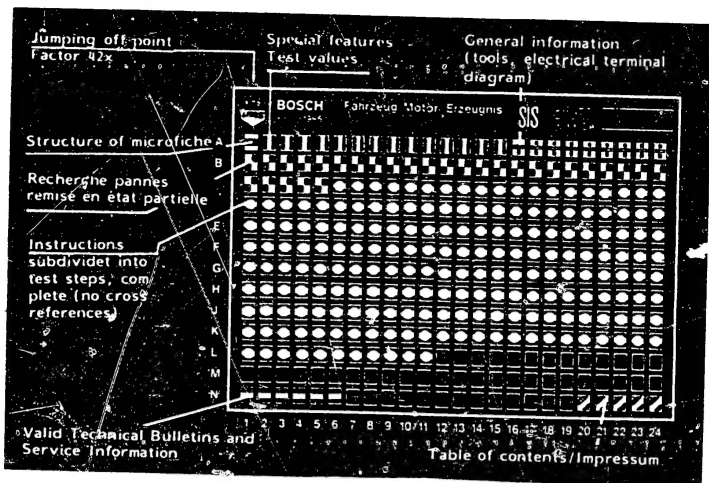 Jumping off point
Factor 42x
Special features
Test values
General information
(tools, electrical terminal
diagram)
BOSCH Fahrzeug Motor Erzeugnis
SIS
Structure of microfiche
Recherche pannes
remise en état partielle
Instructions
subdividet into
test steps, com
plete (no cross
references)
A
B
E
F
G
H
J
K
L
M
N
1 2 3 4 5 6 7 8 9 10/11 12 13 14 15 16 18 19 20 21 22 23 24
Valid Technical Bulletins and
Service Information
Table of contents/Impressum